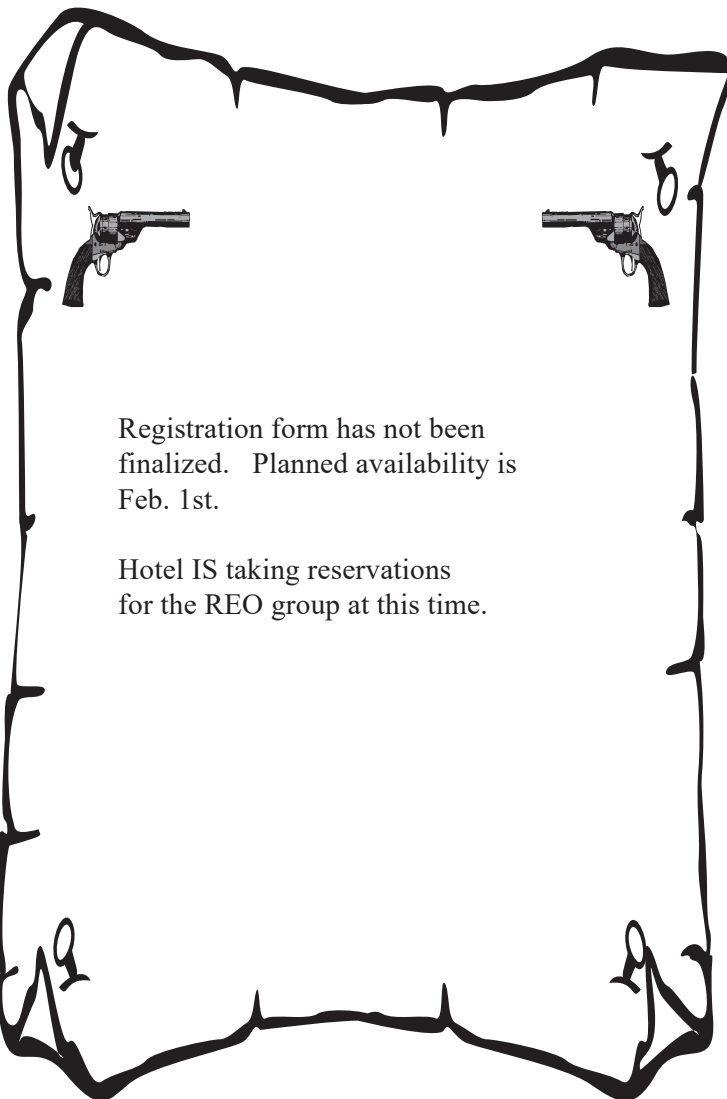 Registration form has not been
finalized.   Planned availability is
Feb. 1st.
Hotel IS taking reservations
for the REO group at this time.